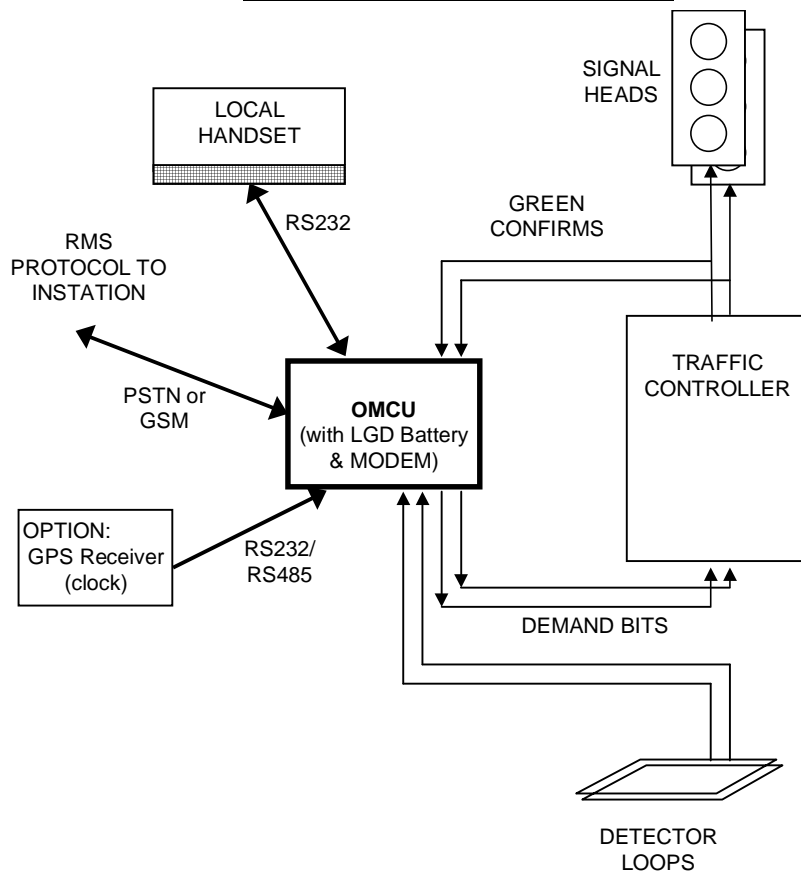 SIGNAL
HEADS
LOCAL
HANDSET
RS232
GREEN
CONFIRMS
RMS
PROTOCOL TO
INSTATION
PSTN or
GSM
OMCU
(with LGD Battery
& MODEM)
TRAFFIC
CONTROLLER
OPTION:
GPS Receiver
(clock)
RS232/
RS485
DEMAND BITS
DETECTOR
LOOPS